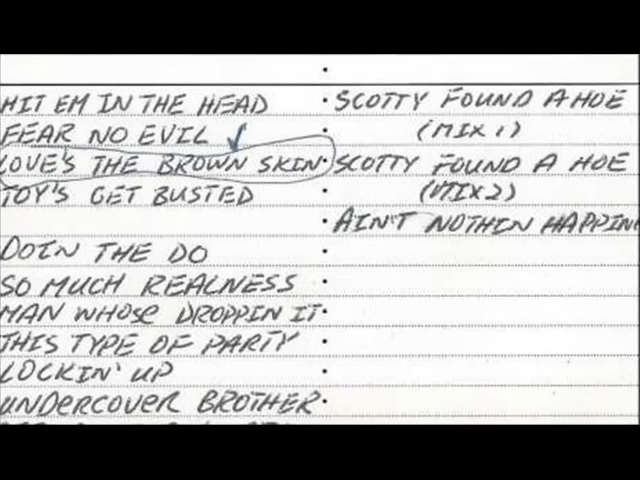 HIT EM IN THE HEAD
FEAR NO EVIL
LOVE'S THE BROWN SKIN
TOY'S GET BUSTED
DOIN THE DO
SO MUCH REALNESS
MAN WHOSE DROPPIN IT
THIS TYPE OF PARTY
LOCKIN' UP
UNDERCOVER BROTHER
SCOTTY FOUND A HOE
(MIX 1)
SCOTTY FOUND A HOE
(MIX 2)
AIN'T NOTHIN HAPPIN